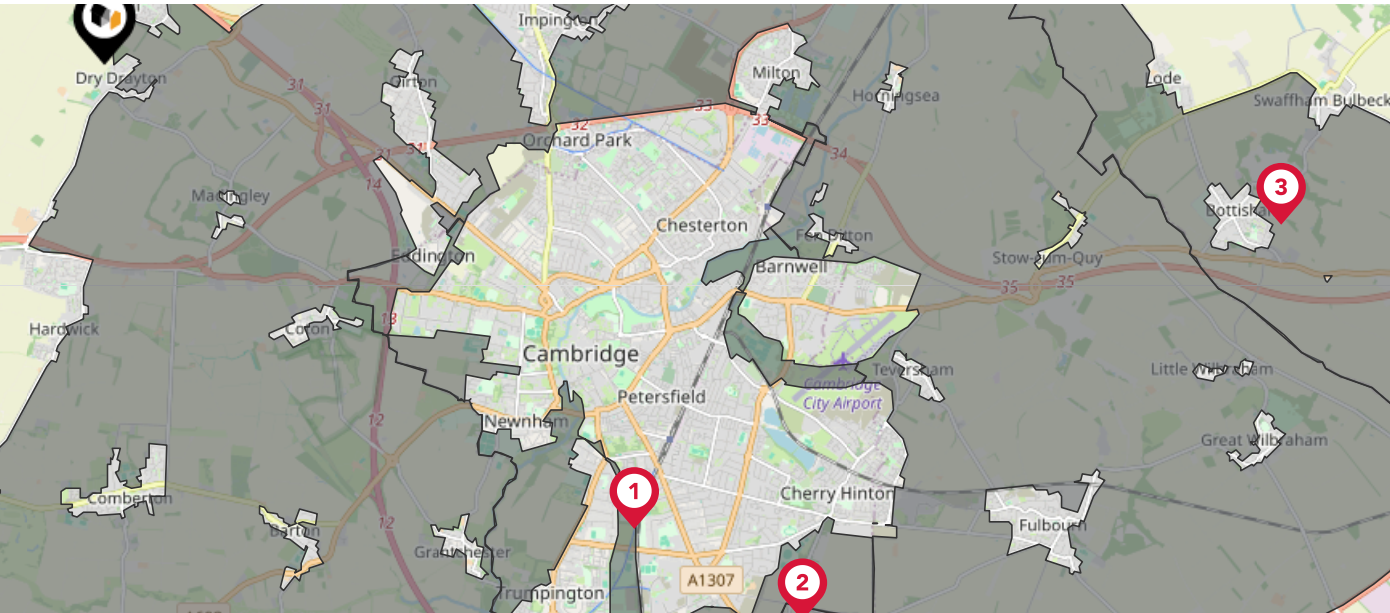 Impington
Dry Drayton
Girton
Milton
Horningsea
Lode
Swaffham Bulbeck
31
31
33
33
32
Orchard Park
31
31
34
14
Madingley
3
Bottisham
Chesterton
Fen Ditton
Eddington
Barnwell
Stow-cum-Quy
35
35
13
Hardwick
Coton
Cambridge
Teversham
Little Wilbraham
Cambridge
City Airport
Petersfield
12
Newnham
Great Wilbraham
Comberton
1
Cherry Hinton
12
Barton
Fulbourn
Grantchester
A1307
2
Trumpington